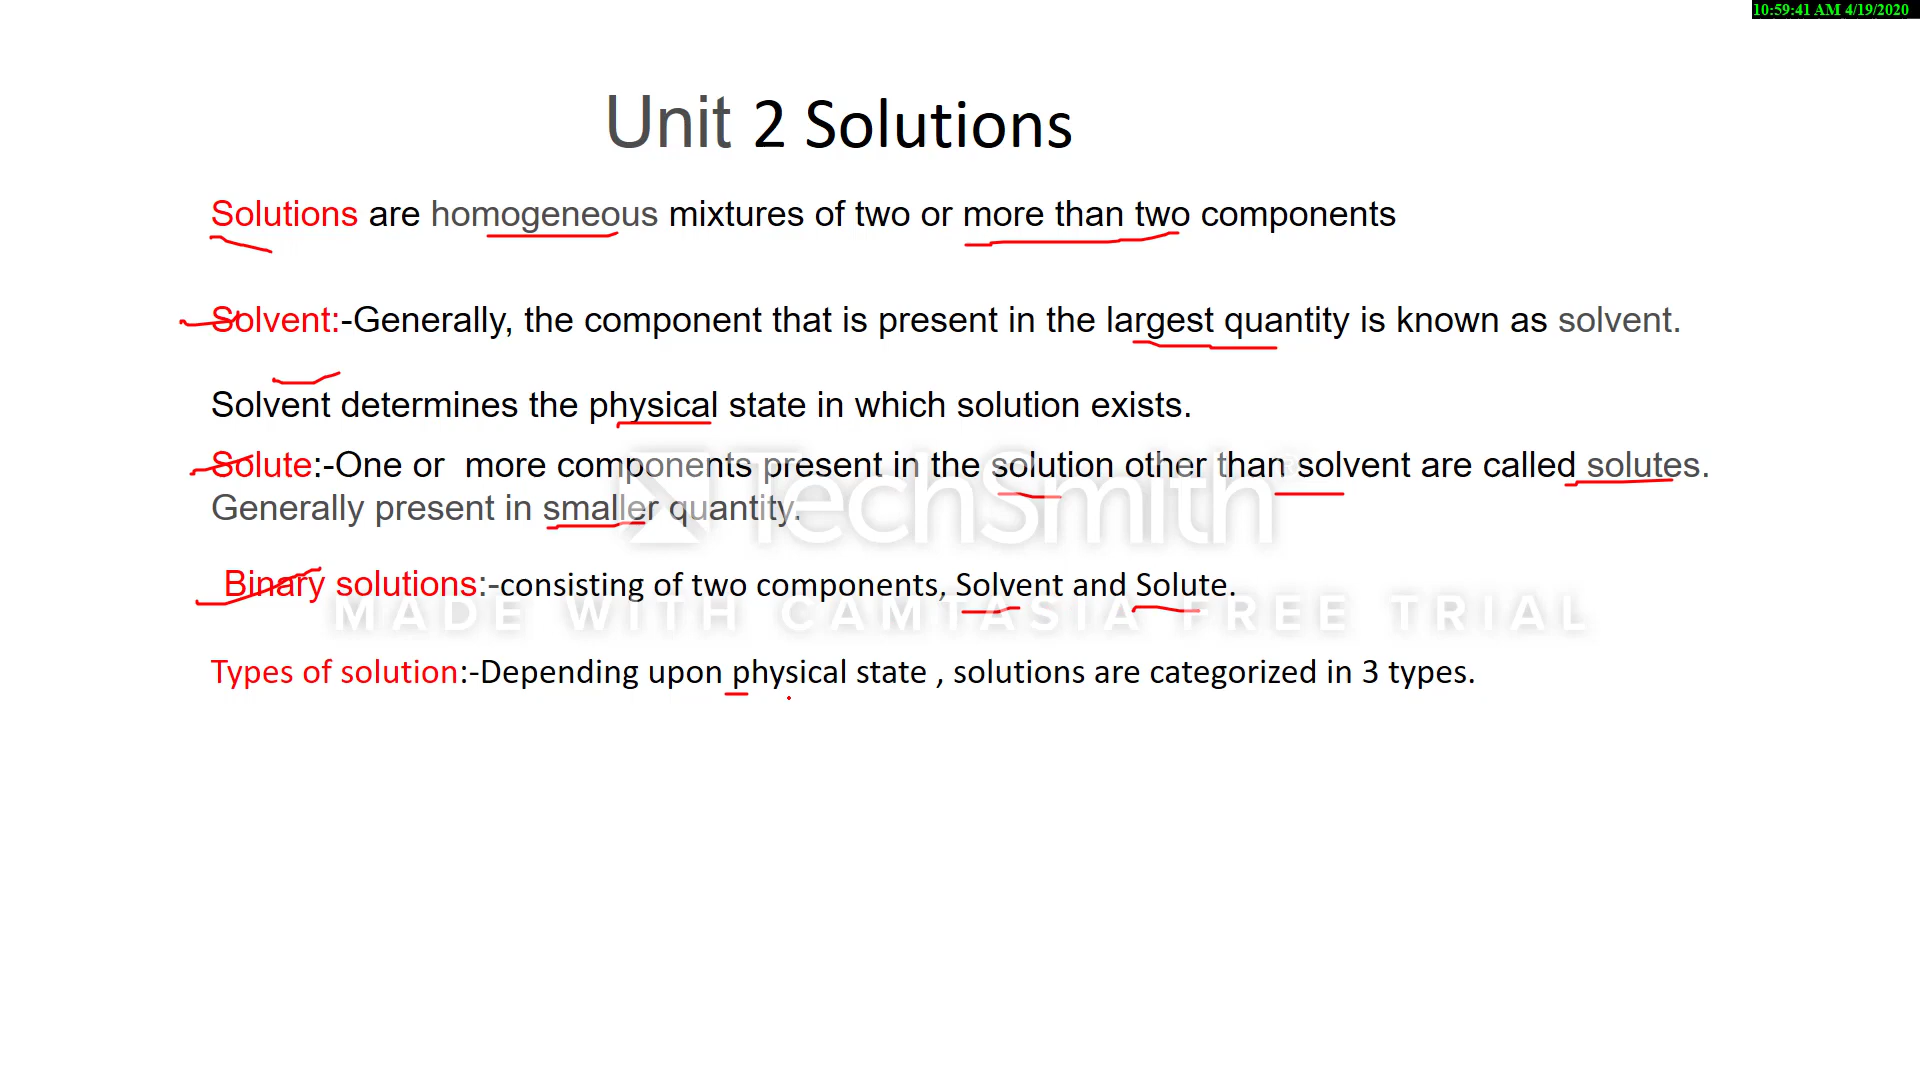 10:59:41 AM 4/19/2020
Unit 2 Solutions
Solutions are homogeneous mixtures of two or more than two components
Solvent:-Generally, the component that is present in the largest quantity is known as solvent.
Solvent determines the physical state in which solution exists.
Solute:-One or  more components present in the solution other than solvent are called solutes.
Generally present in smaller quantity.
TechSmith®
Binary solutions:-consisting of two components, Solvent and Solute.
MADE WITH CAMTASIA FREE TRIAL
Types of solution:-Depending upon physical state , solutions are categorized in 3 types.